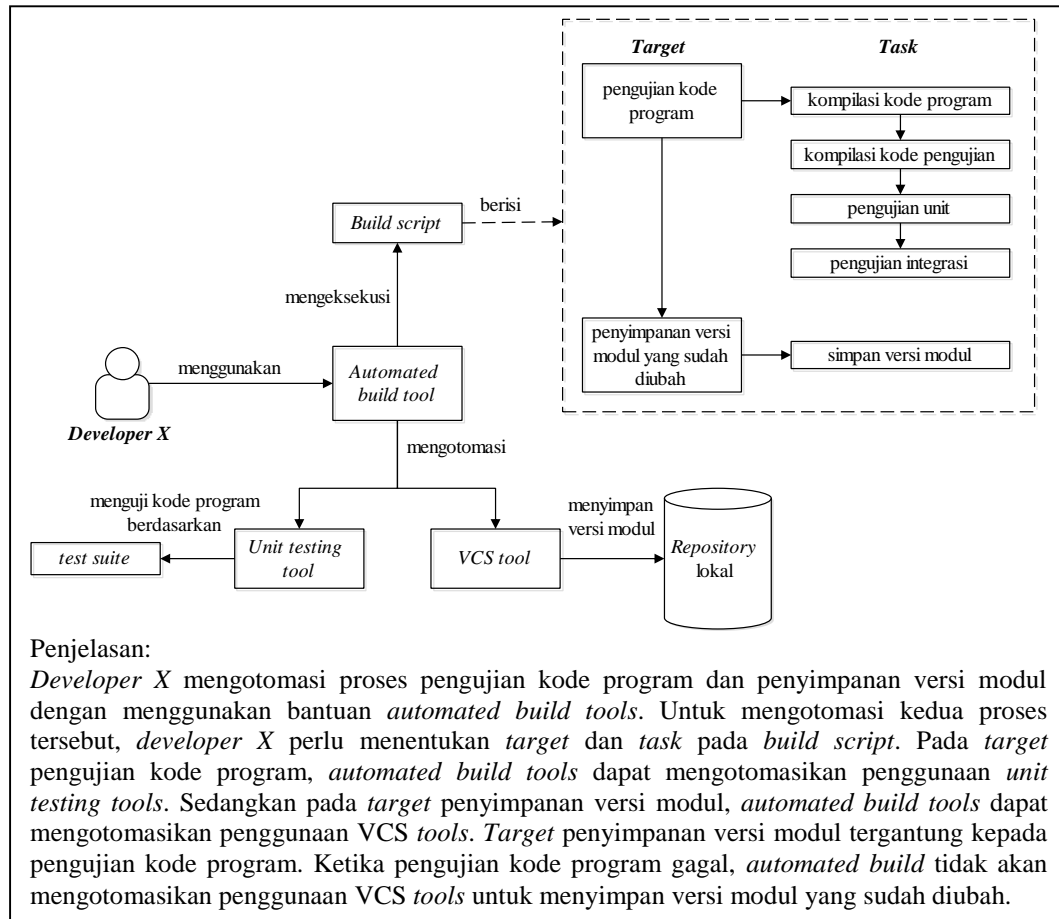 Target
Task
pengujian kode
program
kompilasi kode program
kompilasi kode pengujian
pengujian unit
pengujian integrasi
berisi
Build script
mengeksekusi
penyimpanan versi
modul yang sudah
diubah
simpan versi modul
menggunakan
Automated
build tool
Developer X
mengotomasi
menguji kode program
berdasarkan
menyimpan
versi modul
test suite
Unit testing
tool
VCS tool
Repository
lokal
Penjelasan:
Developer X mengotomasi proses pengujian kode program dan penyimpanan versi modul
dengan menggunakan bantuan automated build tools. Untuk mengotomasi kedua proses
tersebut, developer X perlu menentukan target dan task pada build script. Pada target
pengujian kode program, automated build tools dapat mengotomasikan penggunaan unit
testing tools. Sedangkan pada target penyimpanan versi modul, automated build tools dapat
mengotomasikan penggunaan VCS tools. Target penyimpanan versi modul tergantung kepada
pengujian kode program. Ketika pengujian kode program gagal, automated build tidak akan
mengotomasikan penggunaan VCS tools untuk menyimpan versi modul yang sudah diubah.